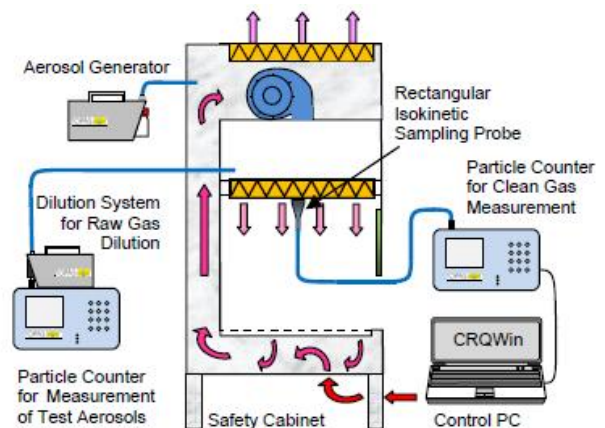 Aerosol Generator
Rectangular
Isokinetic
Sampling Probe
Particle Counter
for Clean Gas
Measurement
Dilution System
for Raw Gas
Dilution
CRQWin
Particle Counter
for Measurement
of Test Aerosols
Safety Cabinet
Control PC